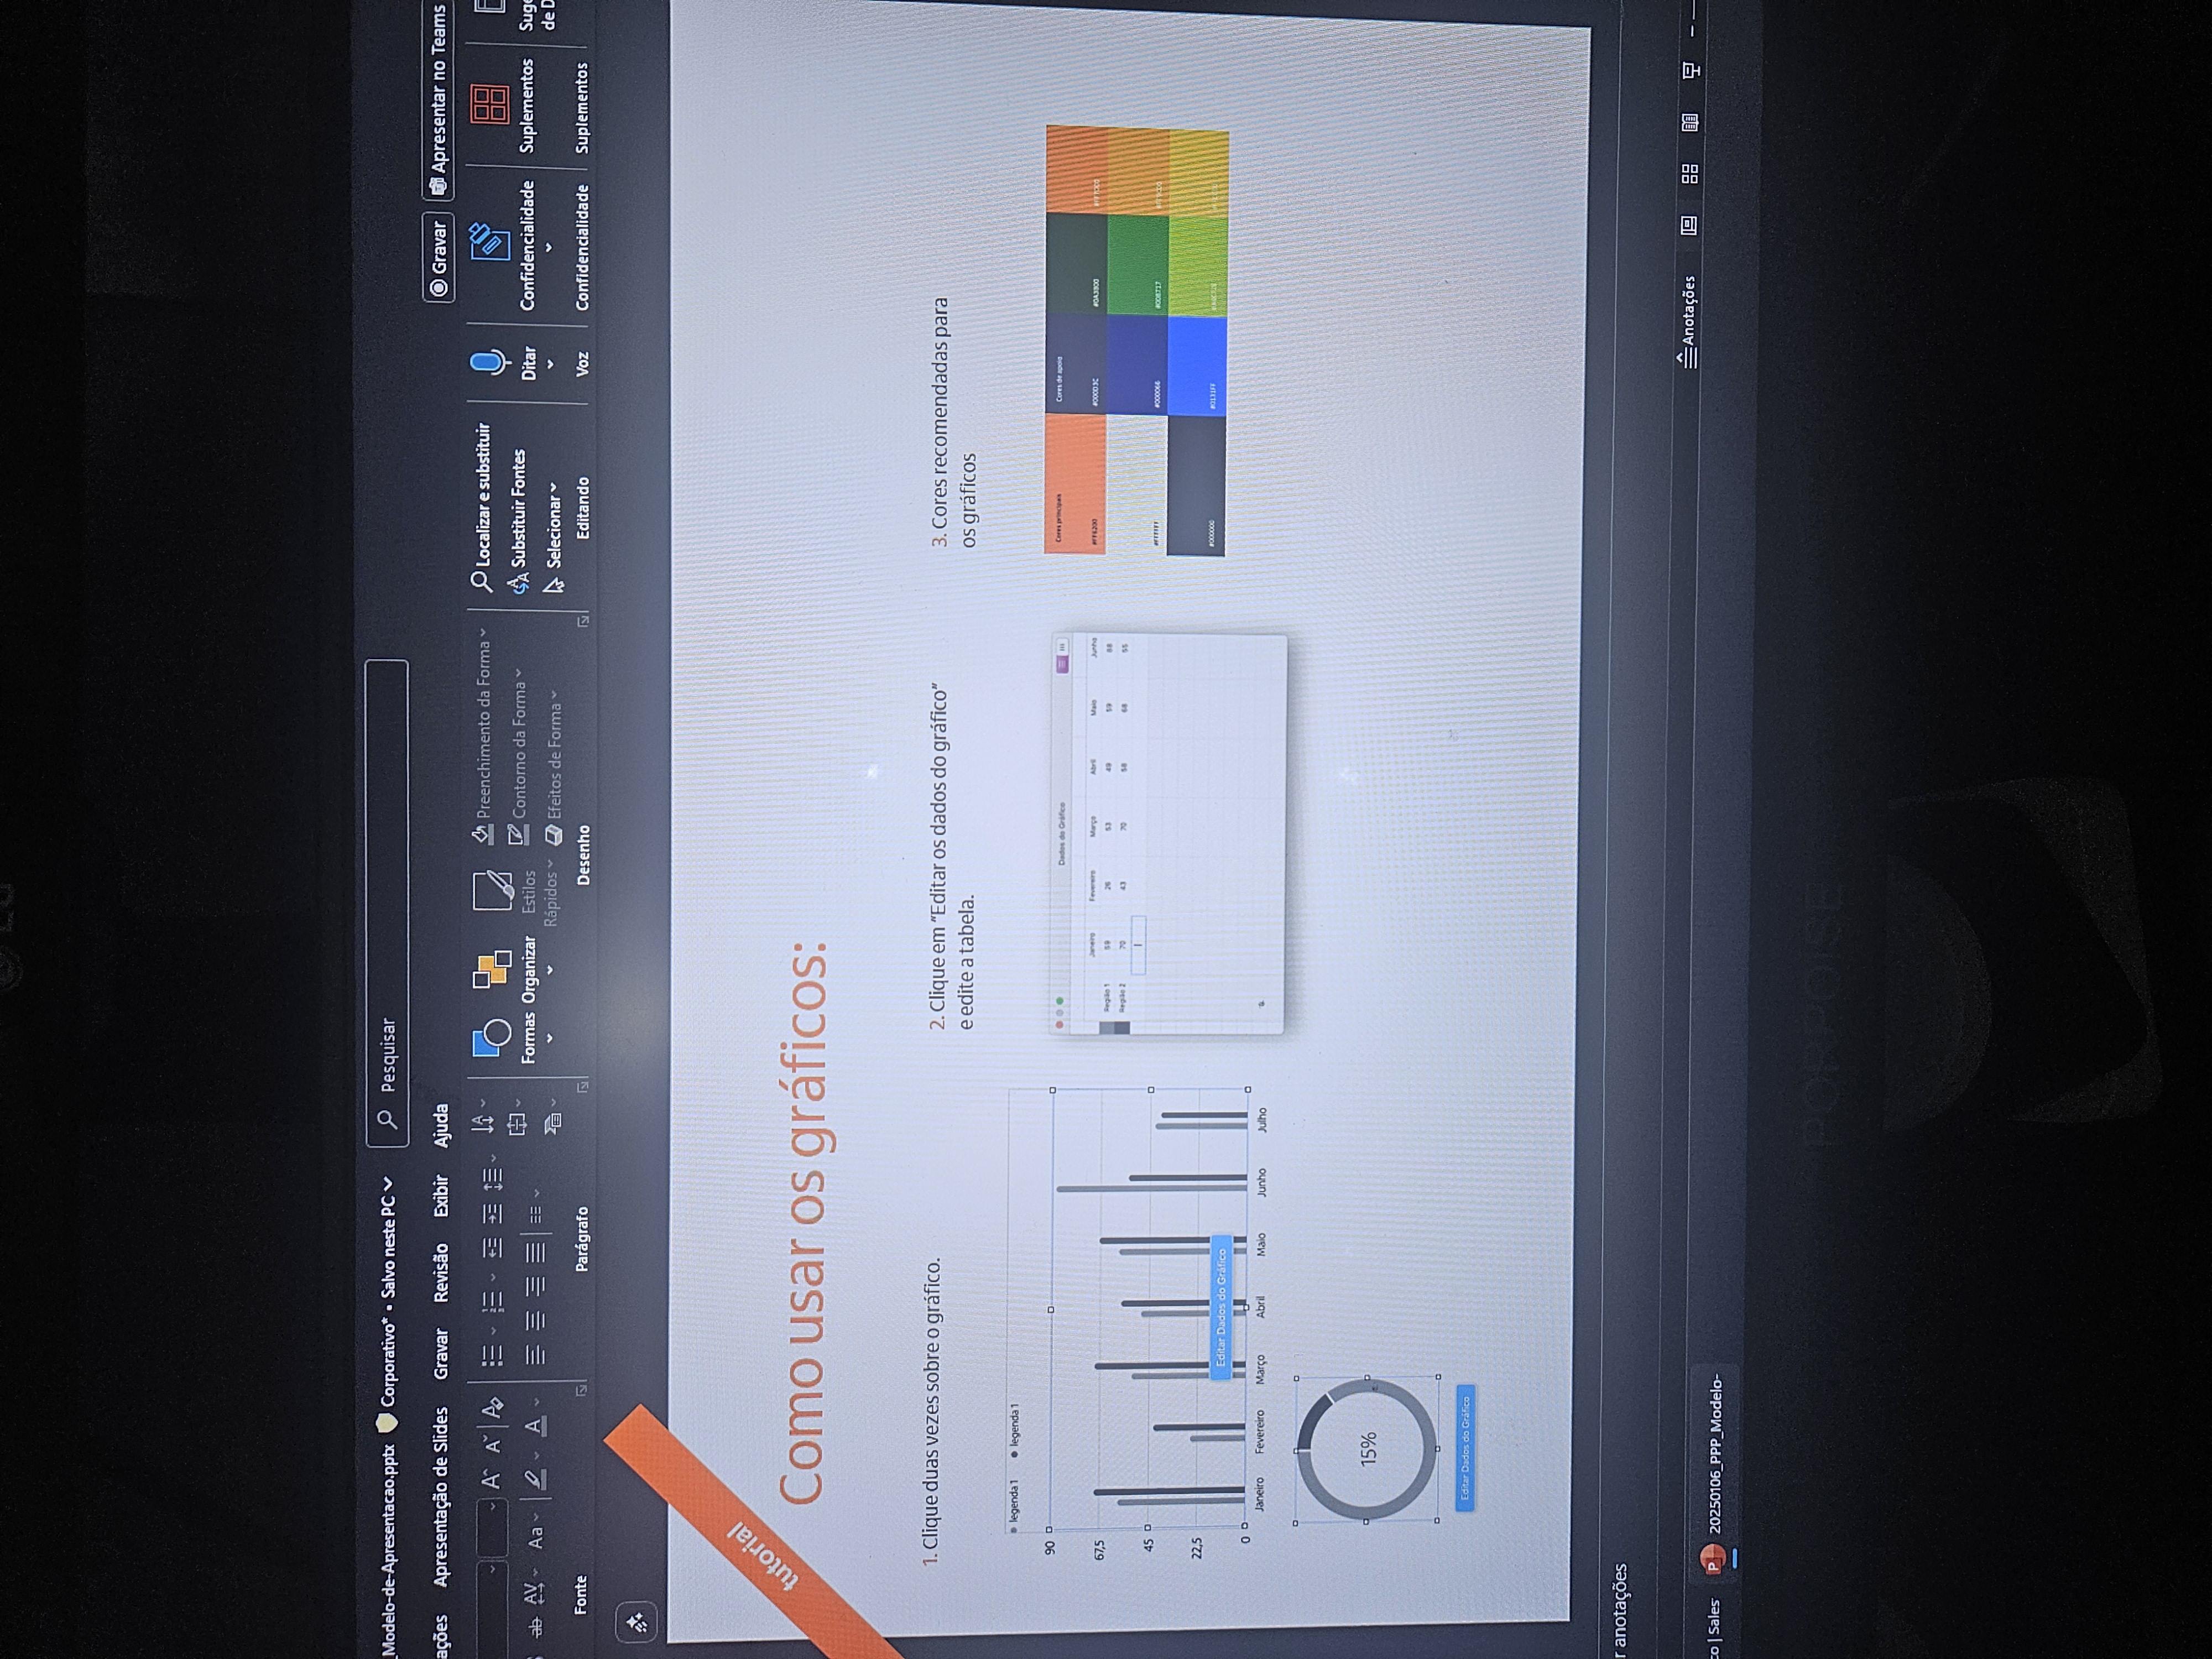 _Modelo-de-Apresentacao.pptx Corporativo* • Salvo neste PC
Pesquisar
ações Apresentação de Slides Gravar Revisão Exibir Ajuda
Gravar Apresentar no Teams
Formas Organizar Estilos Rápidos
Preenchimento da Forma
Contorno da Forma
Efeitos de Forma
Localizar e substituir
Substituir Fontes
Selecionar
Ditar
Confidencialidade
Suplementos
Fonte Parágrafo Desenho Editando Voz Confidencialidade Suplementos
tutorial
Como usar os gráficos:
1. Clique duas vezes sobre o gráfico.
legenda 1 legenda 1
90
67,5
45
22,5
0
Editar Dados do Gráfico
Janeiro Fevereiro Março Abril Maio Junho Julho
15%
Editar Dados do Gráfico
2. Clique em “Editar os dados do gráfico”
e edite a tabela.
Dados do Gráfico
Janeiro Fevereiro Março Abril Maio Junho
Região 1 59 26 53 49 59 88
Região 2 70 43 70 58 68 55
3. Cores recomendadas para
os gráficos
Cores principais Cores de apoio
#FF6200 #00003C #0A3800
#FFFFFF #000066 #008717
#000000 #0131FF
r anotações
Anotações
co | Sales
20250106_PPP_Modelo-
PORPOISE